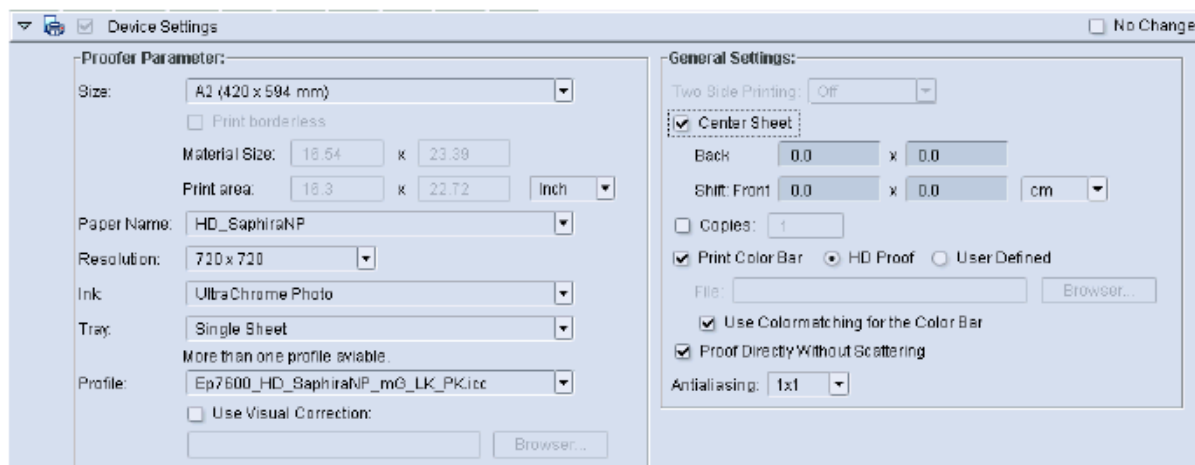 Device Settings
No Change
Proofer Parameter:
Size: A2 (420 x 594 mm)
Print borderless
Material Size: 16.54 x 23.39
Print area: 16.3 x 22.72 Inch
Paper Name: HD_SaphiraNP
Resolution: 720 x 720
Ink: UltraChrome Photo
Tray: Single Sheet
More than one profile aviable.
Profile: Ep7600_HD_SaphiraNP_mG_LK_PK.icc
Use Visual Correction:
Browser...
General Settings:
Two Side Printing: Off
Center Sheet
Back 0.0 x 0.0
Shift: Front 0.0 x 0.0 cm
Copies: 1
Print Color Bar HD Proof User Defined
File: Browser...
Use Colormatching for the Color Bar
Proof Directly Without Scattering
Antialiasing: 1x1